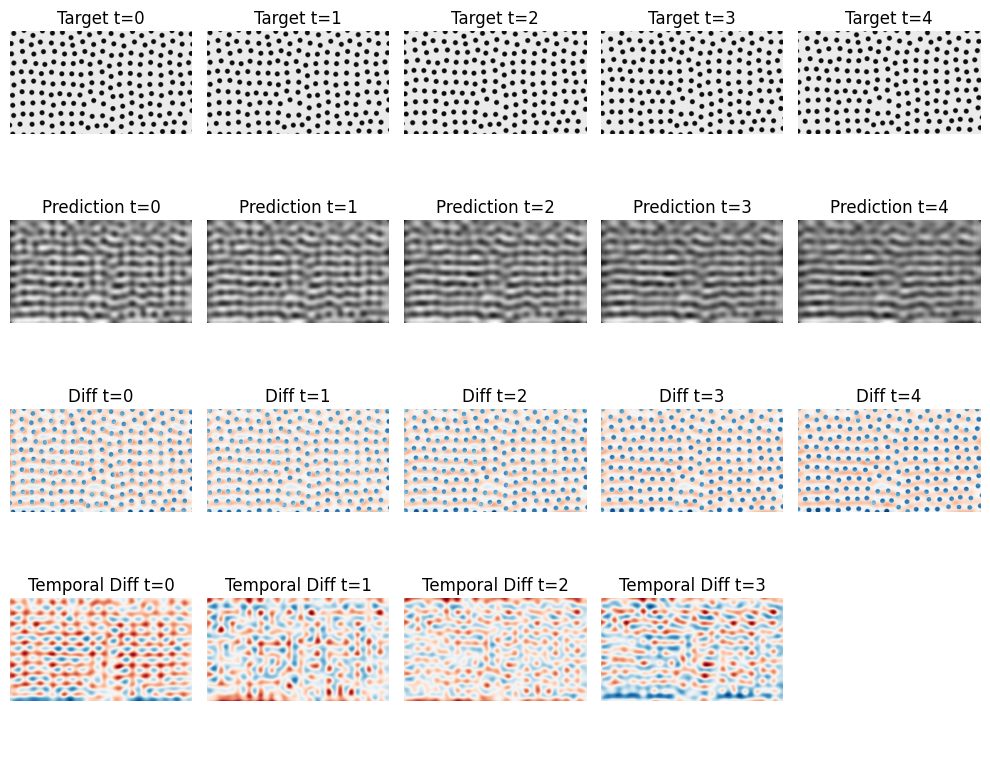 Target t=0 Target t=1 Target t=2 Target t=3 Target t=4
Prediction t=0 Prediction t=1 Prediction t=2 Prediction t=3 Prediction t=4
Diff t=0 Diff t=1 Diff t=2 Diff t=3 Diff t=4
Temporal Diff t=0 Temporal Diff t=1 Temporal Diff t=2 Temporal Diff t=3